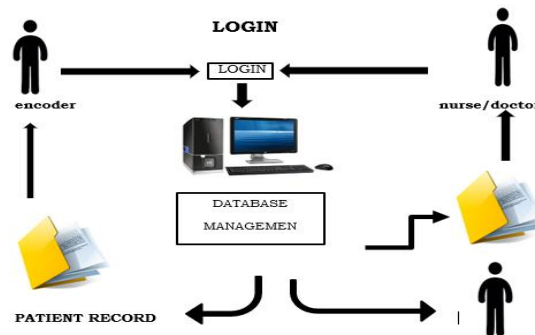 LOGIN
LOGIN
encoder
nurse/doctor
DATABASE
MANAGEMEN
PATIENT RECORD